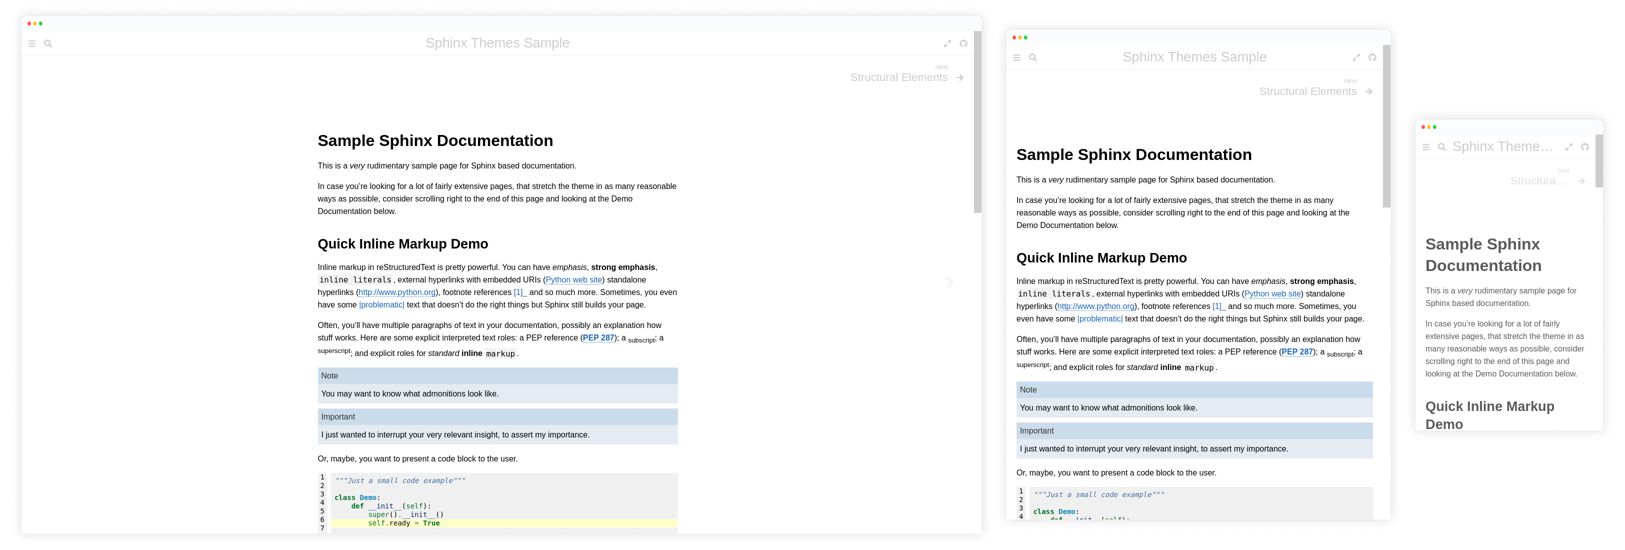 Sphinx Themes Sample
next
Structural Elements
Sample Sphinx Documentation
This is a very rudimentary sample page for Sphinx based documentation.
In case you’re looking for a lot of fairly extensive pages, that stretch the theme in as many reasonable
ways as possible, consider scrolling right to the end of this page and looking at the Demo
Documentation below.
Quick Inline Markup Demo
Inline markup in reStructuredText is pretty powerful. You can have emphasis, strong emphasis,
inline literals, external hyperlinks with embedded URIs (Python web site) standalone
hyperlinks (http://www.python.org), footnote references [1]_ and so much more. Sometimes, you even
have some |problematic| text that doesn’t do the right things but Sphinx still builds your page.
Often, you’ll have multiple paragraphs of text in your documentation, possibly an explanation how
stuff works. Here are some explicit interpreted text roles: a PEP reference (PEP 287); a subscript; a
superscript; and explicit roles for standard inline markup.
Note
You may want to know what admonitions look like.
Important
I just wanted to interrupt your very relevant insight, to assert my importance.
Or, maybe, you want to present a code block to the user.
1 """Just a small code example"""
2
3 class Demo:
4 def __init__(self):
5 super().__init__()
6 self.ready = True
7
Sphinx Themes Sample
next
Structural Elements
Sample Sphinx Documentation
This is a very rudimentary sample page for Sphinx based documentation.
In case you’re looking for a lot of fairly extensive pages, that stretch the theme in as many
reasonable ways as possible, consider scrolling right to the end of this page and looking at the
Demo Documentation below.
Quick Inline Markup Demo
Inline markup in reStructuredText is pretty powerful. You can have emphasis, strong emphasis,
inline literals, external hyperlinks with embedded URIs (Python web site) standalone
hyperlinks (http://www.python.org), footnote references [1]_ and so much more. Sometimes, you
even have some |problematic| text that doesn’t do the right things but Sphinx still builds your page.
Often, you’ll have multiple paragraphs of text in your documentation, possibly an explanation how
stuff works. Here are some explicit interpreted text roles: a PEP reference (PEP 287); a subscript; a
superscript; and explicit roles for standard inline markup.
Note
You may want to know what admonitions look like.
Important
I just wanted to interrupt your very relevant insight, to assert my importance.
Or, maybe, you want to present a code block to the user.
1 """Just a small code example"""
2
3 class Demo:
4 def __init__(self):
Sphinx Theme…
next
Structura…
Sample Sphinx
Documentation
This is a very rudimentary sample page for
Sphinx based documentation.
In case you’re looking for a lot of fairly
extensive pages, that stretch the theme in as
many reasonable ways as possible, consider
scrolling right to the end of this page and
looking at the Demo Documentation below.
Quick Inline Markup
Demo